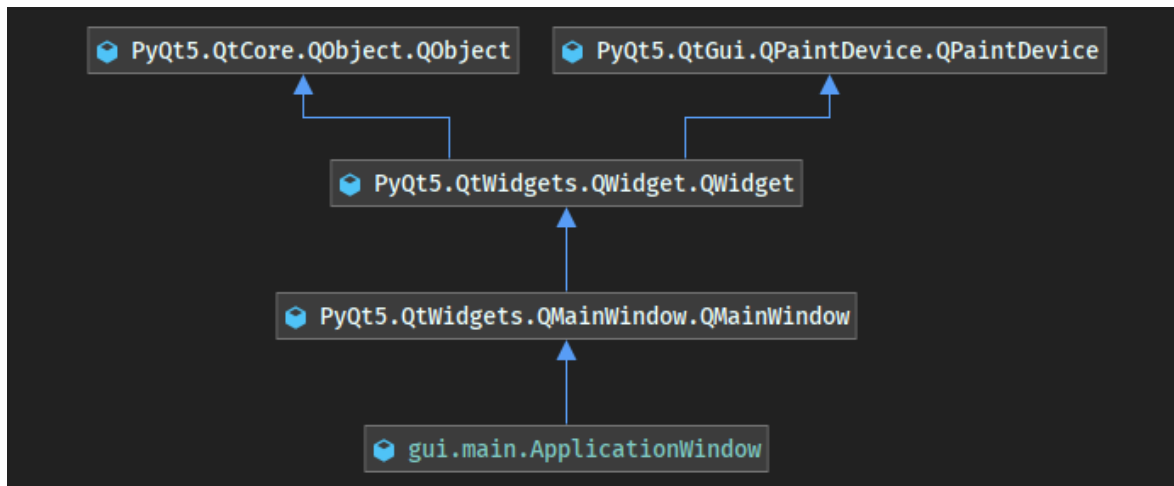 PyQt5.QtCore.QObject.QObject
PyQt5.QtGui.QPaintDevice.QPaintDevice
PyQt5.QtWidgets.QWidget.QWidget
PyQt5.QtWidgets.QMainWindow.QMainWindow
gui.main.ApplicationWindow